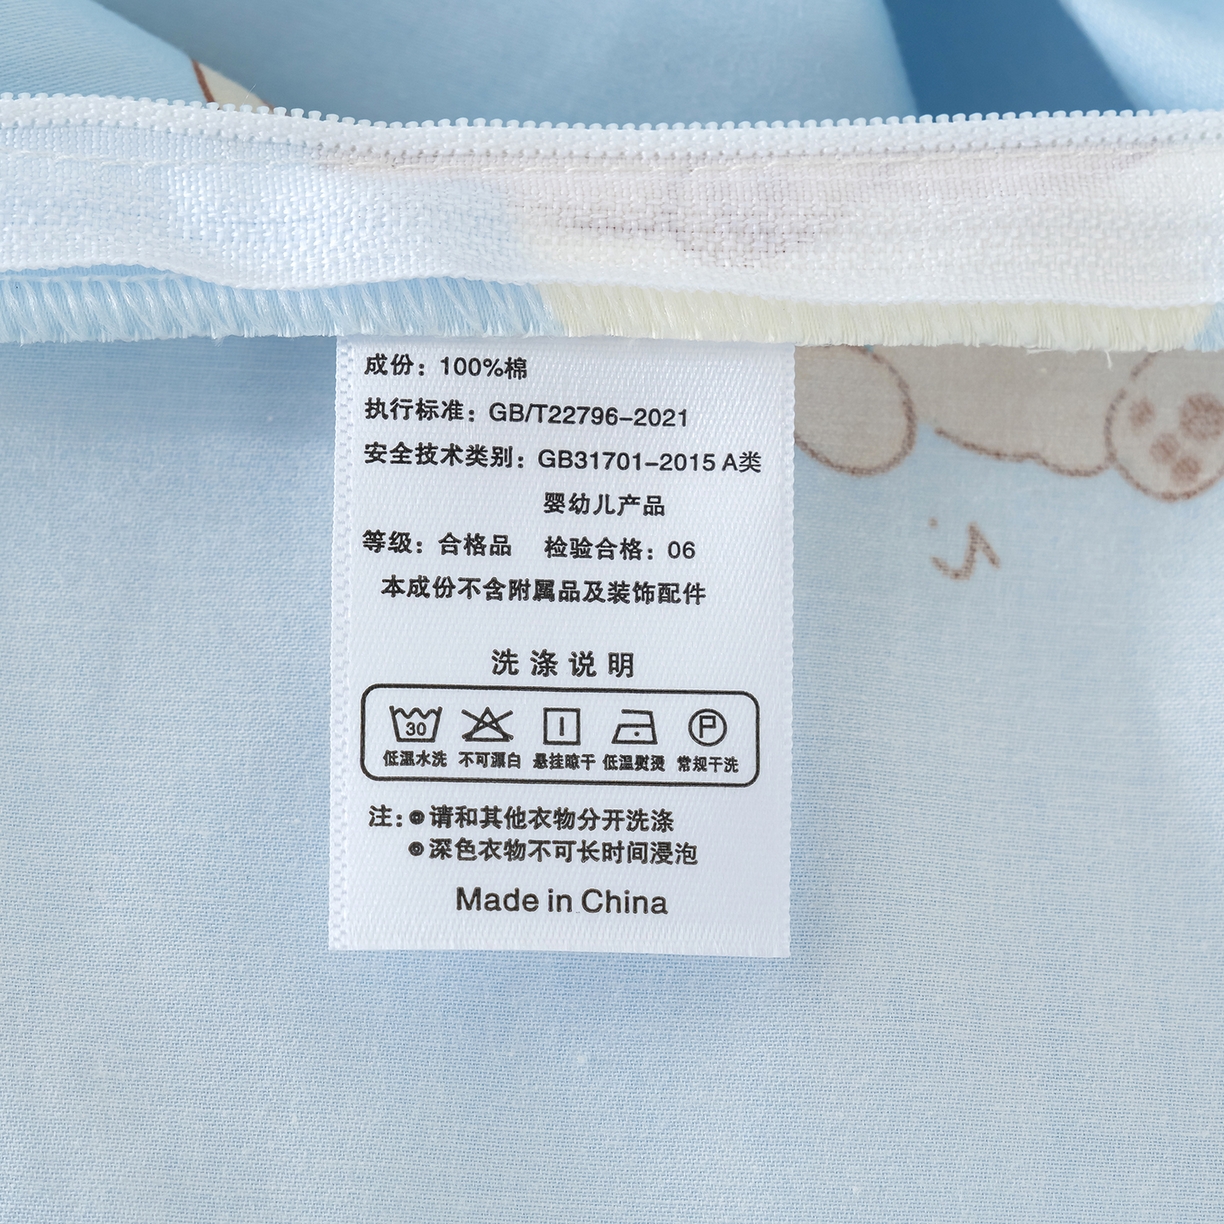 成份：100%棉
执行标准：GB/T22796-2021
安全技术类别：GB31701-2015 A类
婴幼儿产品
等级：合格品 检验合格：06
本成份不含附属品及装饰配件
洗涤说明
30
P
低温水洗 不可漂白 悬挂晾干 低温熨烫 常规干洗
注：◎请和其他衣物分开洗涤
◎深色衣物不可长时间浸泡
Made in China